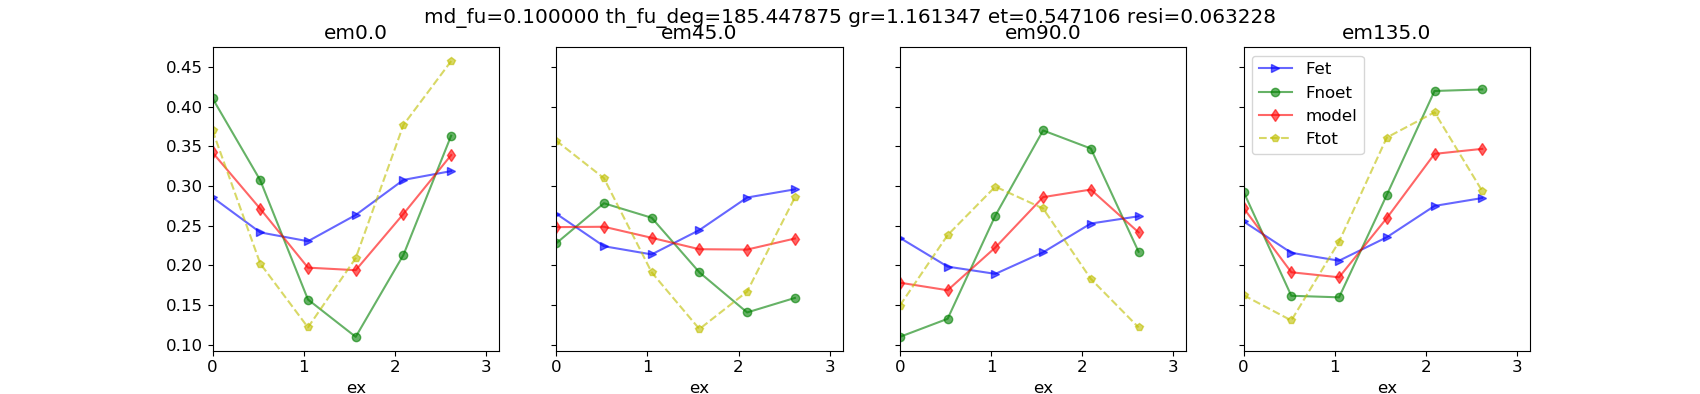 md_fu=0.100000 th_fu_deg=185.447875 gr=1.161347 et=0.547106 resi=0.063228
em0.0
em45.0
em90.0
em135.0
0.45
0.40
0.35
0.30
0.25
0.20
0.15
0.10
Fet
Fnoet
model
Ftot
0 1 2 3
0 1 2 3
0 1 2 3
0 1 2 3
ex
ex
ex
ex